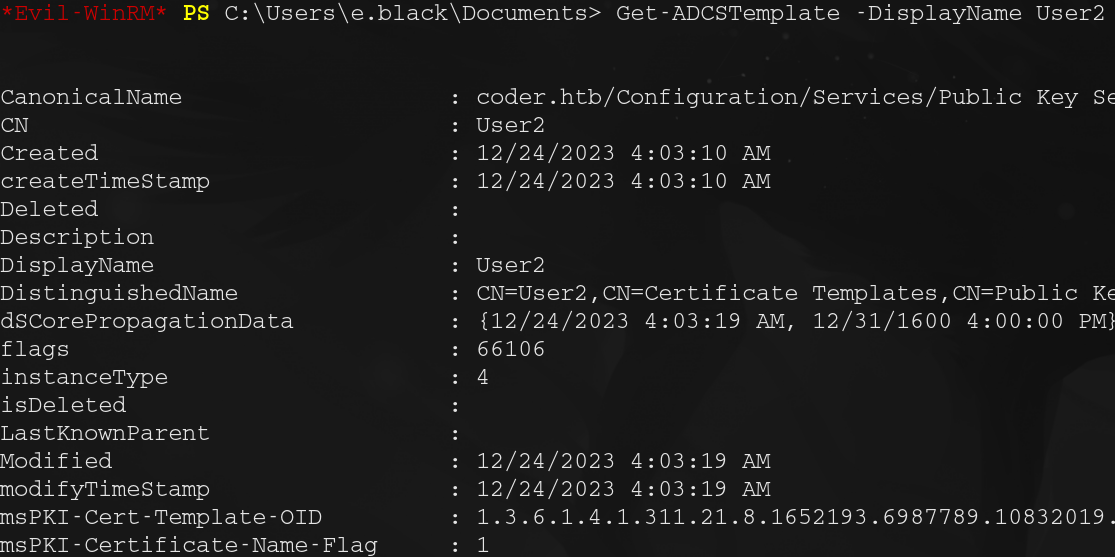 *Evil-WinRM* PS C:\Users\e.black\Documents> Get-ADCSTemplate -DisplayName User2
CanonicalName : coder.htb/Configuration/Services/Public Key Se
CN : User2
Created : 12/24/2023 4:03:10 AM
createTimeStamp : 12/24/2023 4:03:10 AM
Deleted :
Description :
DisplayName : User2
DistinguishedName : CN=User2,CN=Certificate Templates,CN=Public Ke
dSCorePropagationData : {12/24/2023 4:03:19 AM, 12/31/1600 4:00:00 PM}
flags : 66106
instanceType : 4
isDeleted :
LastKnownParent :
Modified : 12/24/2023 4:03:19 AM
modifyTimeStamp : 12/24/2023 4:03:19 AM
msPKI-Cert-Template-OID : 1.3.6.1.4.1.311.21.8.1652193.6987789.10832019.
msPKI-Certificate-Name-Flag : 1